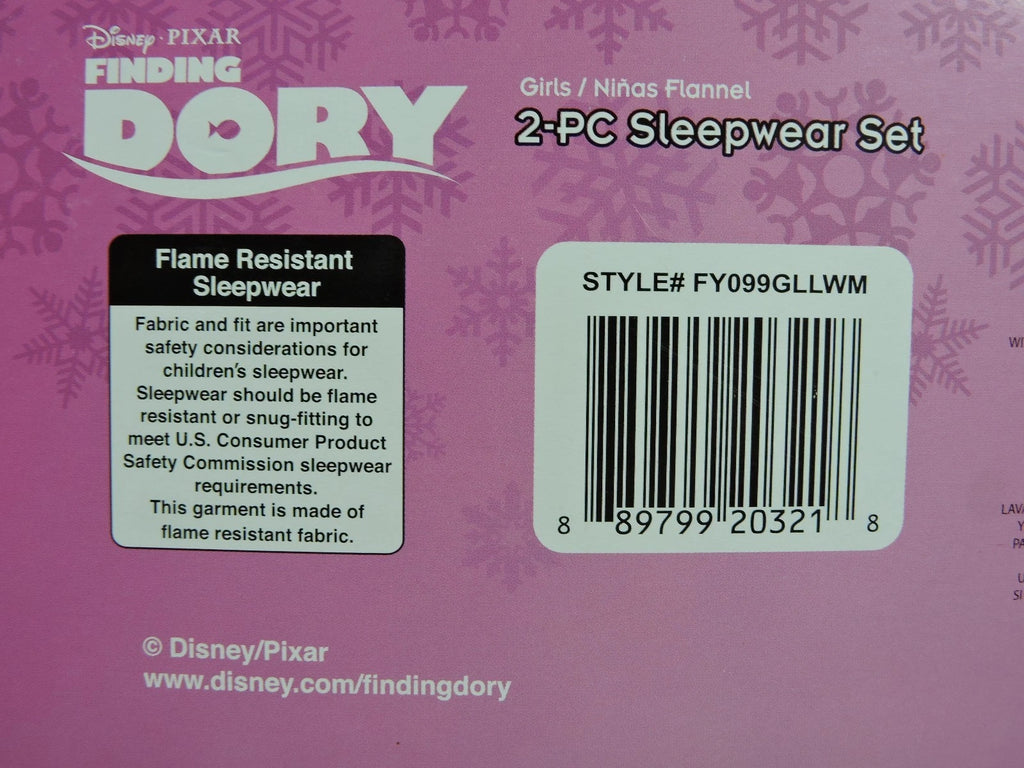 Disney · PIXAR
FINDING
DORY
Girls / Niñas Flannel
2-PC Sleepwear Set
Flame Resistant
Sleepwear
Fabric and fit are important
safety considerations for
children's sleepwear.
Sleepwear should be flame
resistant or snug-fitting to
meet U.S. Consumer Product
Safety Commission sleepwear
requirements.
This garment is made of
flame resistant fabric.
STYLE# FY099GLLWM
8 89799 20321 8
© Disney/Pixar
www.disney.com/findingdory